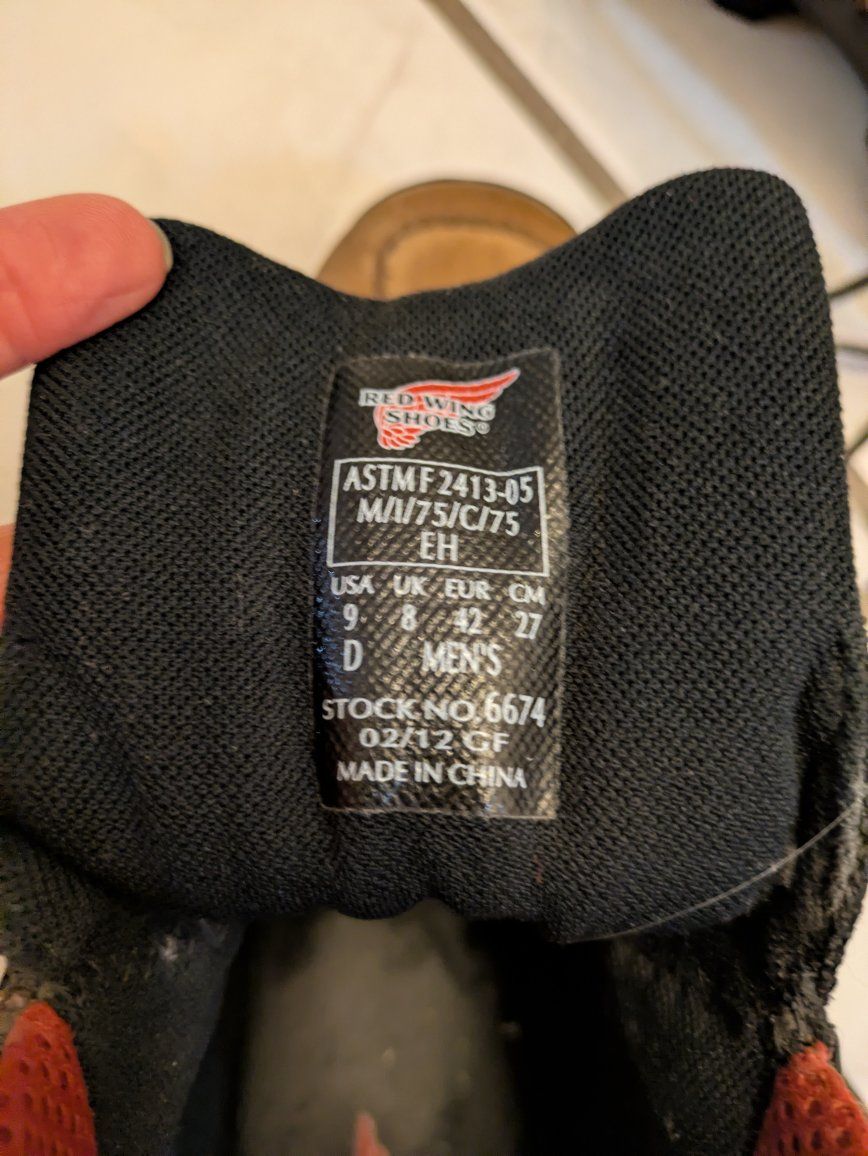 RED WING
SHOES®
ASTM F 2413-05
M/I/75/C/75
EH
USA UK EUR CM
9 8 42 27
D MEN'S
STOCK NO. 6674
02/12 GF
MADE IN CHINA